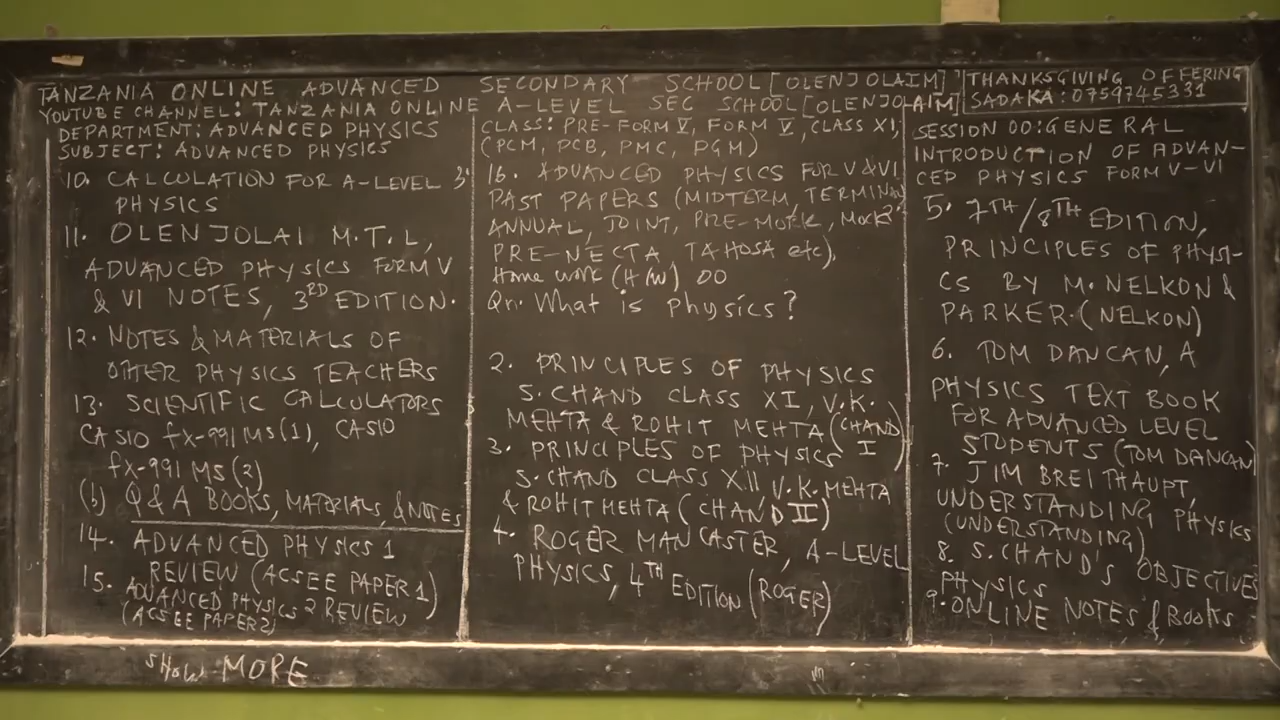 TANZANIA ONLINE ADVANCED SECONDARY SCHOOL [OLENJOLAIM]
YOUTUBE CHANNEL: TANZANIA ONLINE A-LEVEL SEC SCHOOL [OLENJOLAIM]
THANKSGIVING OFFERING
SADAKA: 0759745331
DEPARTMENT: ADVANCED PHYSICS
SUBJECT: ADVANCED PHYSICS
10. CALCULATION FOR A-LEVEL
PHYSICS
11. OLENJOLAI M.T.L,
ADVANCED PHYSICS FORM V
& VI NOTES, 3RD EDITION.
12. NOTES & MATERIALS OF
OTHER PHYSICS TEACHERS
13. SCIENTIFIC CALCULATORS
CASIO fx-991MS(1), CASIO
fx-991 MS(2)
(b) Q & A BOOKS, MATERIALS, & NOTES
14. ADVANCED PHYSICS 1
REVIEW (ACSEE PAPER 1)
15. ADVANCED PHYSICS 2 REVIEW
(ACSEE PAPER 2)
CLASS: PRE-FORM V, FORM V, CLASS XI,
(PCM, PCB, PMC, PGM)
16. ADVANCED PHYSICS FOR V & VI
PAST PAPERS (MIDTERM, TERMINAL
ANNUAL, JOINT, PRE-MOCK, MOCK
PRE-NECTA, TAHOSA etc).
Home work (H/W) 00
Qn: What is physics?
2. PRINCIPLES OF PHYSICS
S. CHAND CLASS XI, V.K.
MEHTA & ROHIT MEHTA (CHAND
I)
3. PRINCIPLES OF PHYSICS
S. CHAND CLASS XII, V.K. MEHTA
& ROHIT MEHTA (CHAND II)
4. ROGER MANCASTER, A-LEVEL
PHYSICS, 4TH EDITION (ROGER)
SESSION 00: GENERAL
INTRODUCTION OF ADVAN-
CED PHYSICS FORM V-VI
5. 7TH/8TH EDITION,
PRINCIPLES OF PHYSI-
CS BY M. NELKON &
PARKER. (NELKON)
6. TOM DANCAN, A
PHYSICS TEXT BOOK
FOR ADVANCED LEVEL
STUDENTS (TOM DANCAN)
7. JIM BREITHAUPT,
UNDERSTANDING PHYSICS
(UNDERSTANDING)
8. S. CHAND'S OBJECTIVES
PHYSICS
9. ONLINE NOTES & BOOKS
SHOW MORE